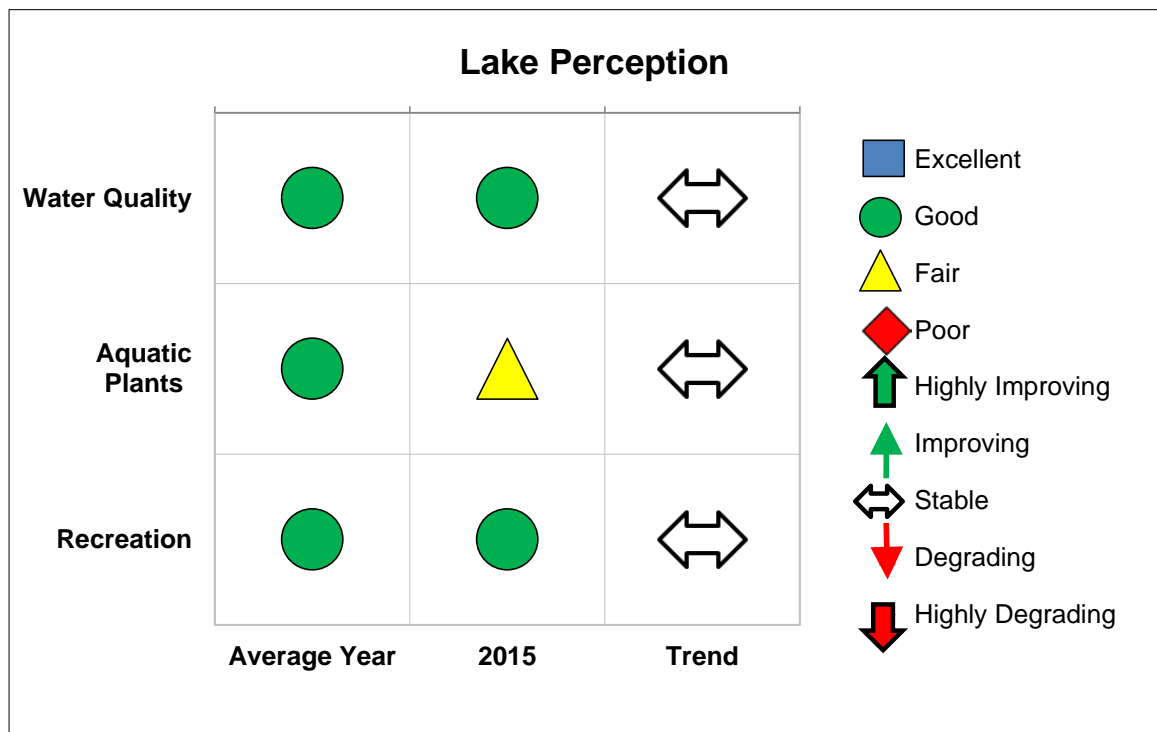 Lake Perception
Water Quality
Aquatic
Plants
Recreation
Average Year
2015
Trend
Excellent
Good
Fair
Poor
Highly Improving
Improving
Stable
Degrading
Highly Degrading